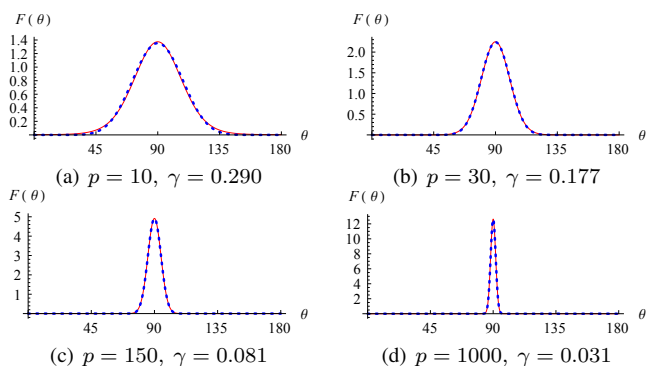 F(θ)
1.4
1.2
1.0
0.8
0.6
0.4
0.2
45 90 135 180 θ
(a) p = 10, γ = 0.290
F(θ)
2.0
1.5
1.0
0.5
45 90 135 180 θ
(b) p = 30, γ = 0.177
F(θ)
5
4
3
2
1
45 90 135 180 θ
(c) p = 150, γ = 0.081
F(θ)
12
10
8
6
4
2
45 90 135 180 θ
(d) p = 1000, γ = 0.031